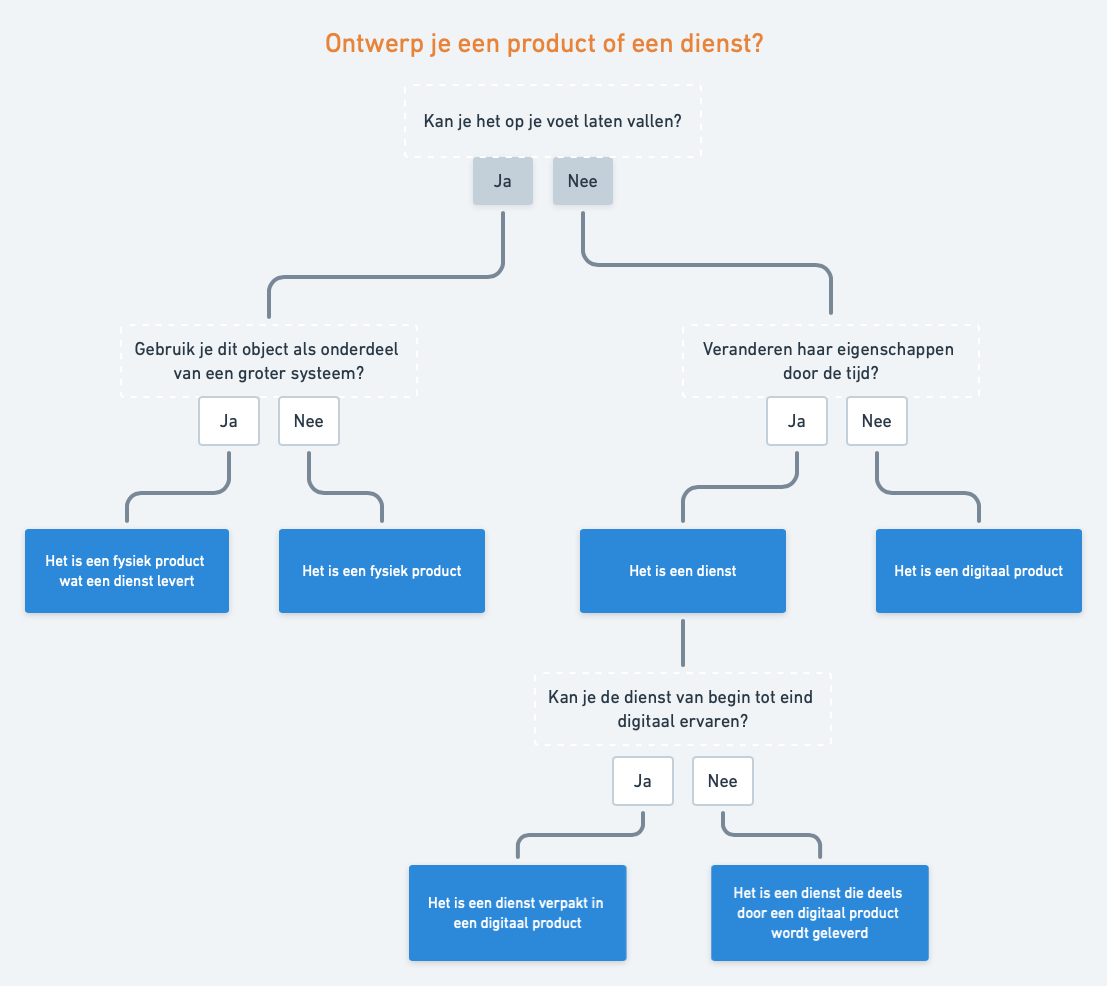 Ontwerp je een product of een dienst?
Kan je het op je voet laten vallen?
Ja
Nee
Gebruik je dit object als onderdeel
van een groter systeem?
Ja
Nee
Veranderen haar eigenschappen
door de tijd?
Ja
Nee
Het is een fysiek product
wat een dienst levert
Het is een fysiek product
Het is een dienst
Het is een digitaal product
Kan je de dienst van begin tot eind
digitaal ervaren?
Ja
Nee
Het is een dienst verpakt in
een digitaal product
Het is een dienst die deels
door een digitaal product
wordt geleverd